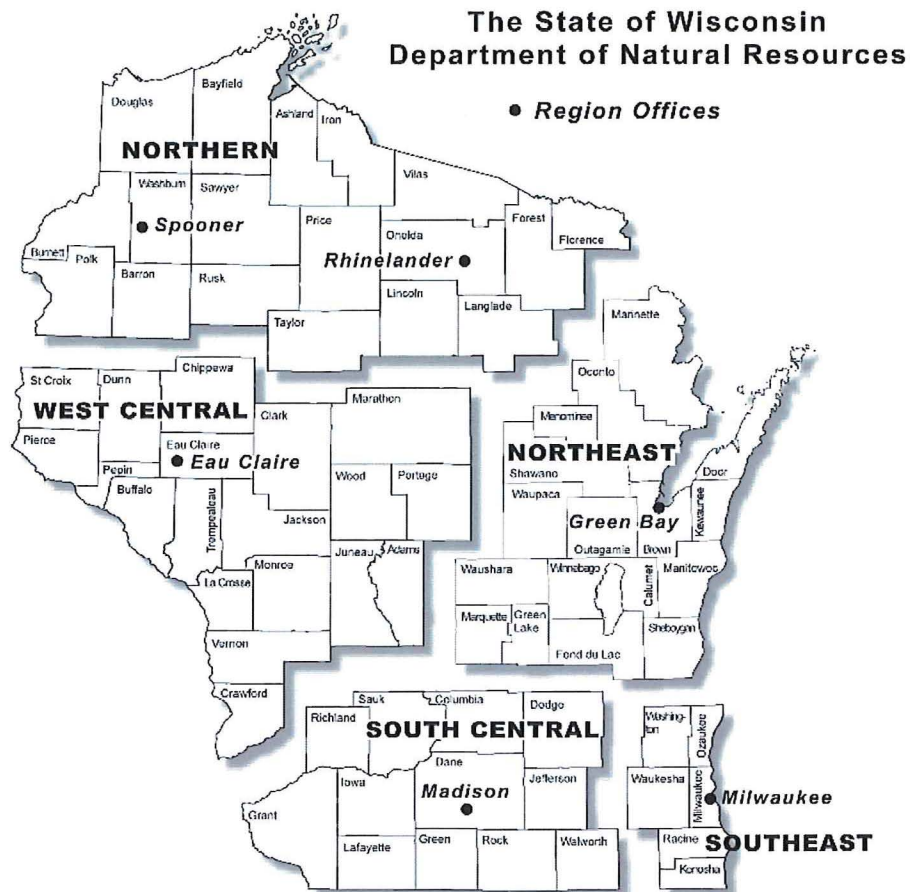 The State of Wisconsin
Department of Natural Resources
Region Offices
Bayfield
Douglas
Ashland
Iron
NORTHERN
Vilas
Washburn
Sawyer
Spooner
Price
Forest
Florence
Oneida
Burnett
Polk
Rhinelander
Barron
Rusk
Lincoln
Langlade
Taylor
Marinette
Chippewa
Oconto
St Croix
Dunn
Marathon
WEST CENTRAL
Clark
Menominee
Pierce
Eau Claire
NORTHEAST
Eau Claire
Pepin
Wood
Portage
Shawano
Door
Buffalo
Waupaca
Kewaunee
Trempealeau
Jackson
Green Bay
Juneau
Adams
Outagamie
Brown
Monroe
Waushara
Winnebago
Calumet
Manitowoc
La Crosse
Marquette
Green
Lake
Sheboygan
Vernon
Fond du Lac
Crawford
Sauk
Columbia
Dodge
Richland
Washing-
ton
Ozaukee
SOUTH CENTRAL
Dane
Iowa
Jefferson
Waukesha
Milwaukee
Madison
Milwaukee
Grant
Green
Rock
Walworth
Racine
SOUTHEAST
Lafayette
Kenosha